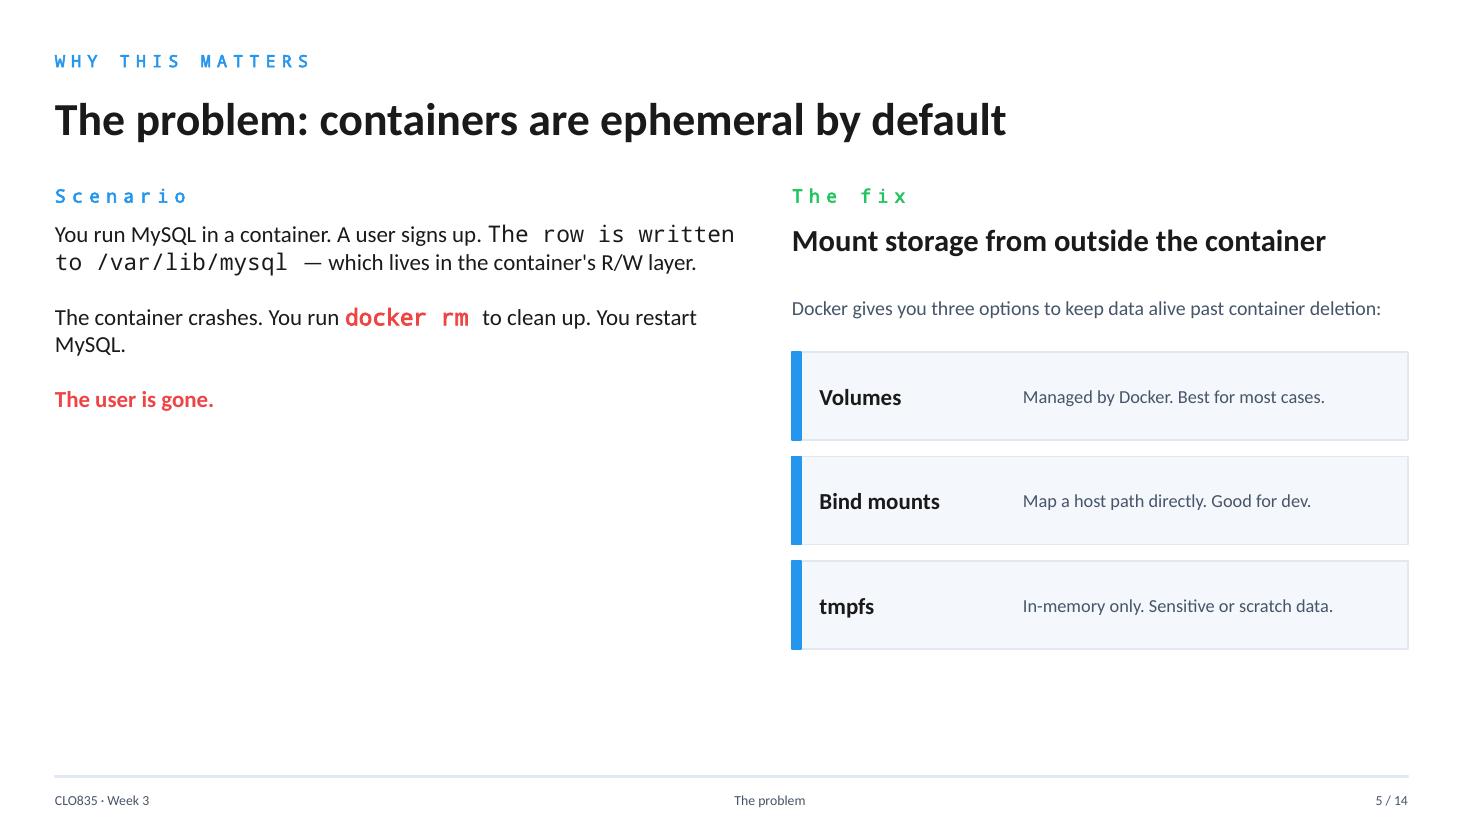 WHY THIS MATTERS
The problem: containers are ephemeral by default
Scenario
You run MySQL in a container. A user signs up. The row is written
to /var/lib/mysql — which lives in the container's R/W layer.
The container crashes. You run docker rm to clean up. You restart
MySQL.
The user is gone.
The fix
Mount storage from outside the container
Docker gives you three options to keep data alive past container deletion:
Volumes
Managed by Docker. Best for most cases.
Bind mounts
Map a host path directly. Good for dev.
tmpfs
In-memory only. Sensitive or scratch data.
CLO835 · Week 3
The problem
5 / 14